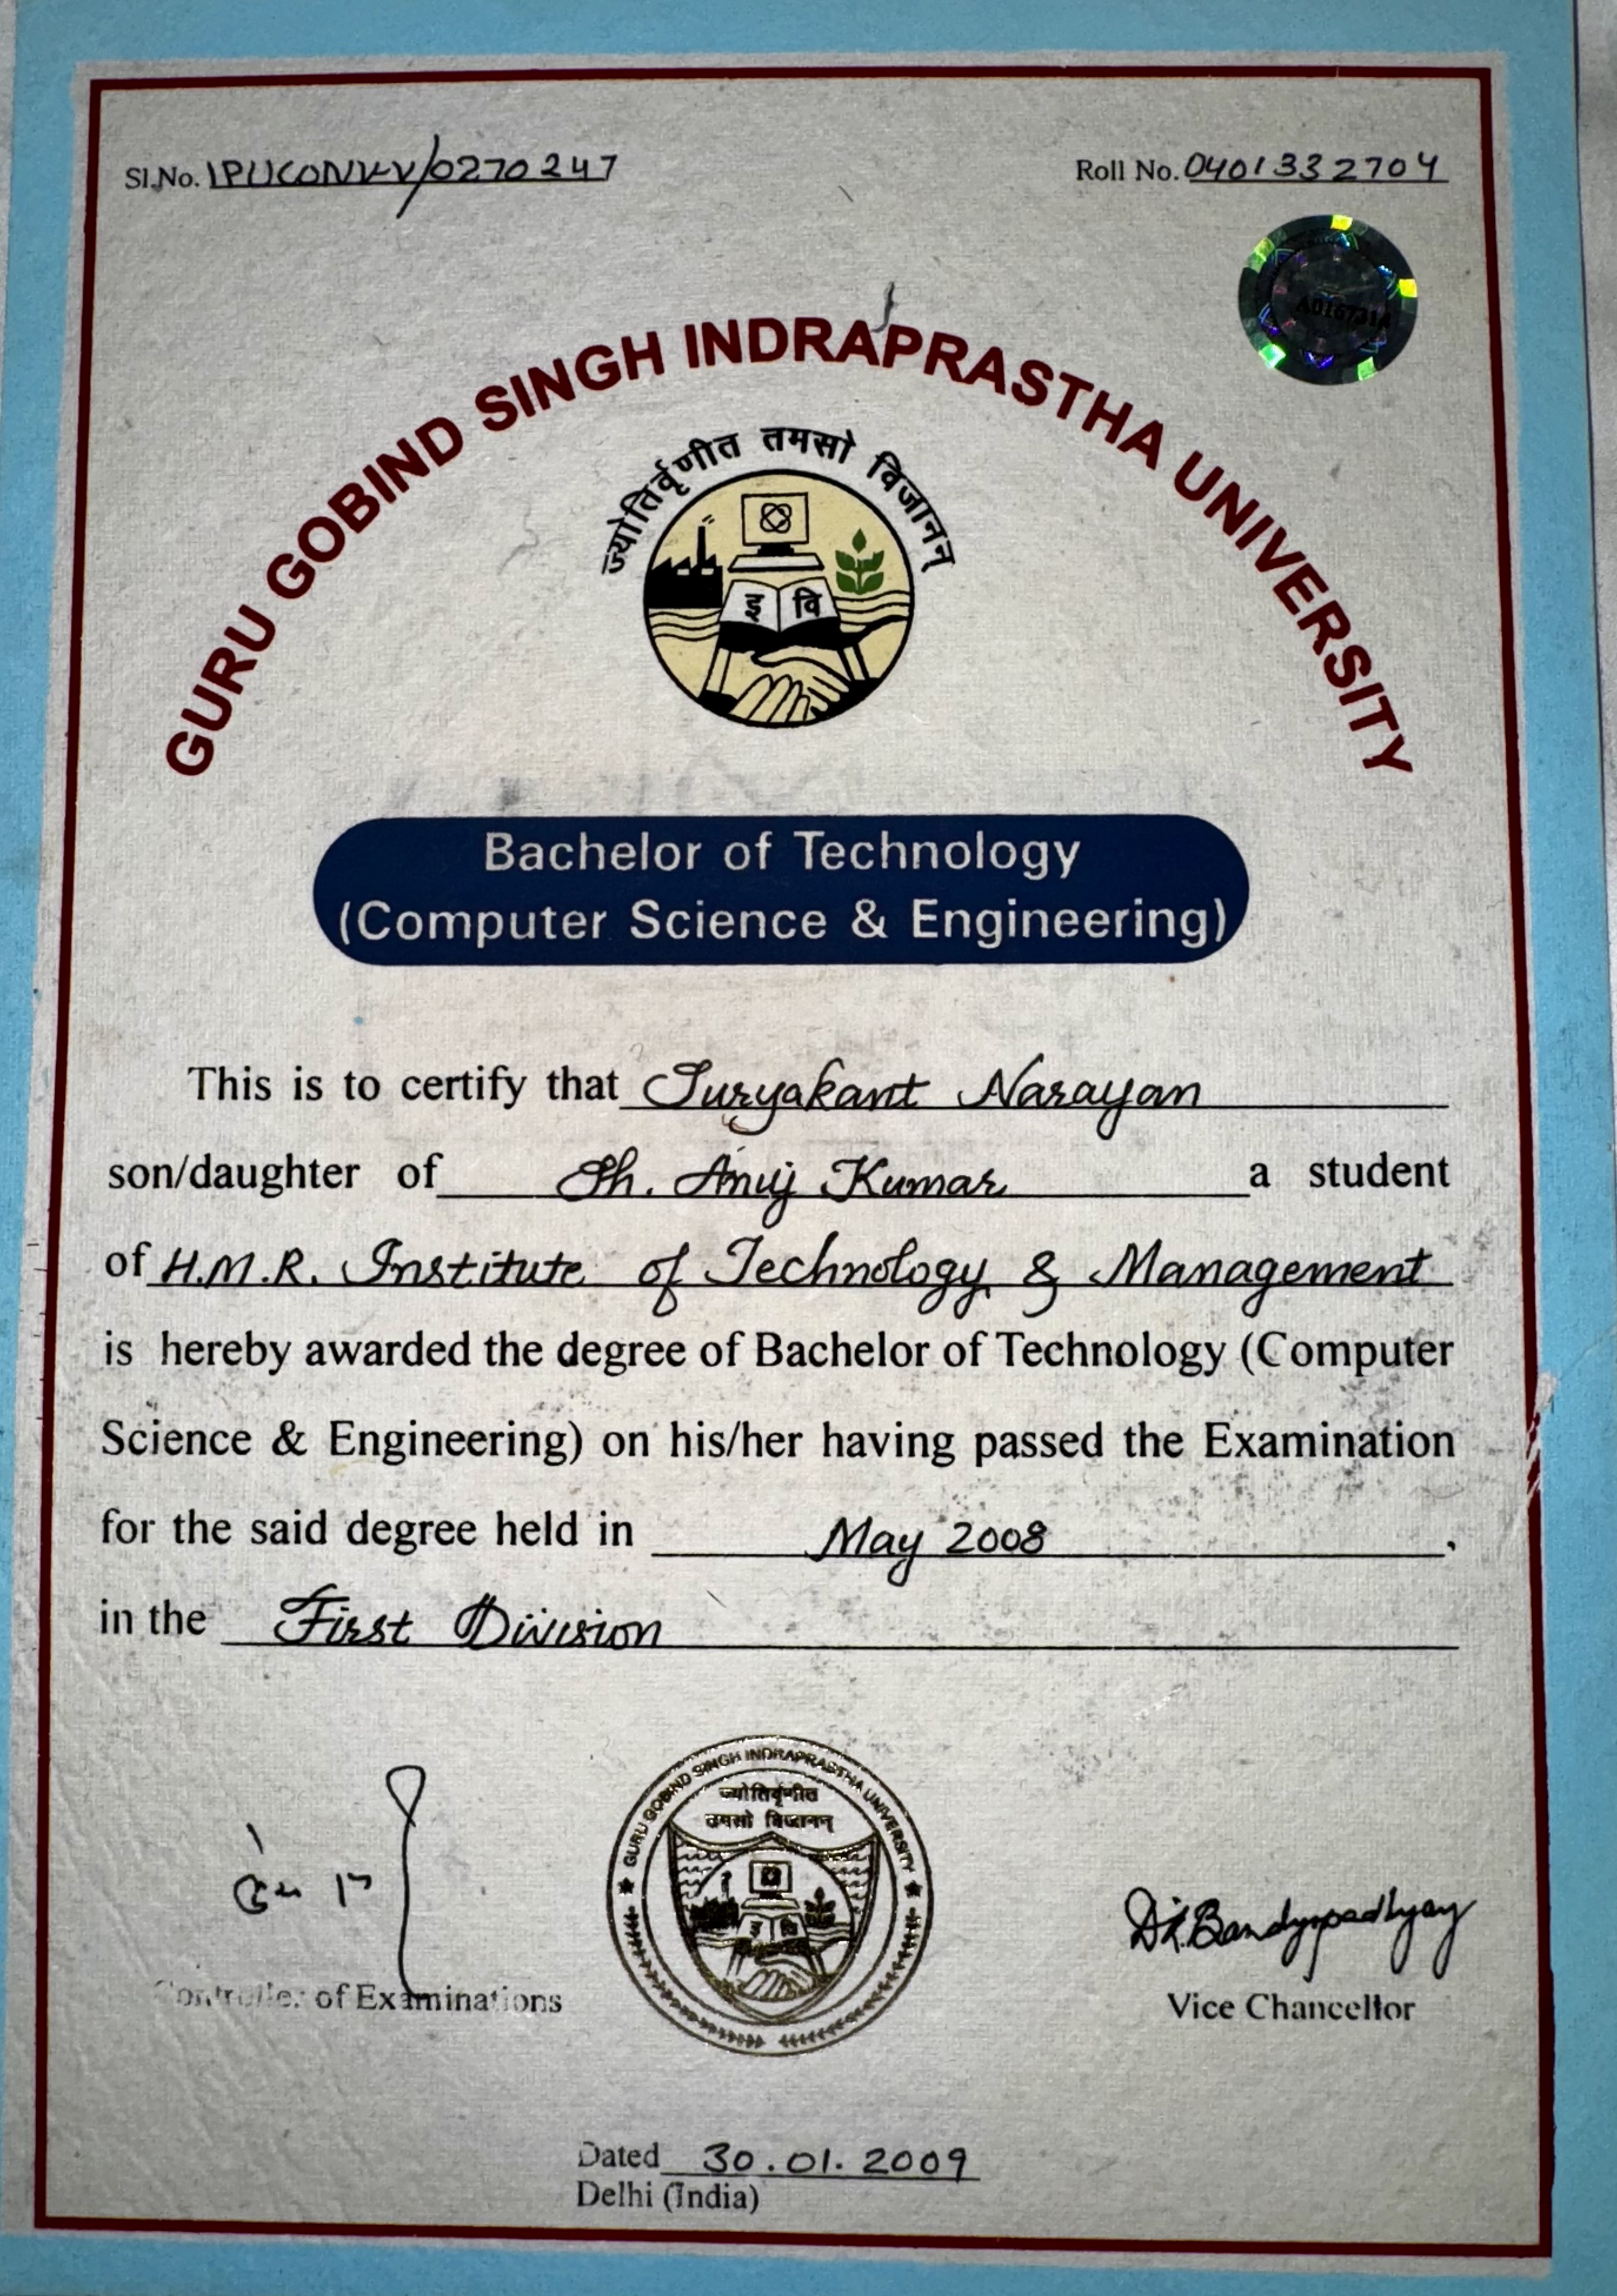 Sl.No. IPUCONV-V/0270247
Roll No. 0401332704
GURU GOBIND SINGH INDRAPRASTHA UNIVERSITY
ज्योतिर्वृणीत तमसो विजानन्
इ वि
Bachelor of Technology
(Computer Science & Engineering)
This is to certify that Suryakant Narayan
son/daughter of Sh. Anuj Kumar a student
of H.M.R. Institute of Technology & Management
is hereby awarded the degree of Bachelor of Technology (Computer
Science & Engineering) on his/her having passed the Examination
for the said degree held in May 2008.
in the First Division
GURU GOBIND SINGH INDRAPRASTHA UNIVERSITY
ज्योतिर्वृणीत
तमसो विजानन्
इ वि
Controller of Examinations
Bandyopadhyay
Vice Chancellor
Dated 30.01.2009
Delhi (India)